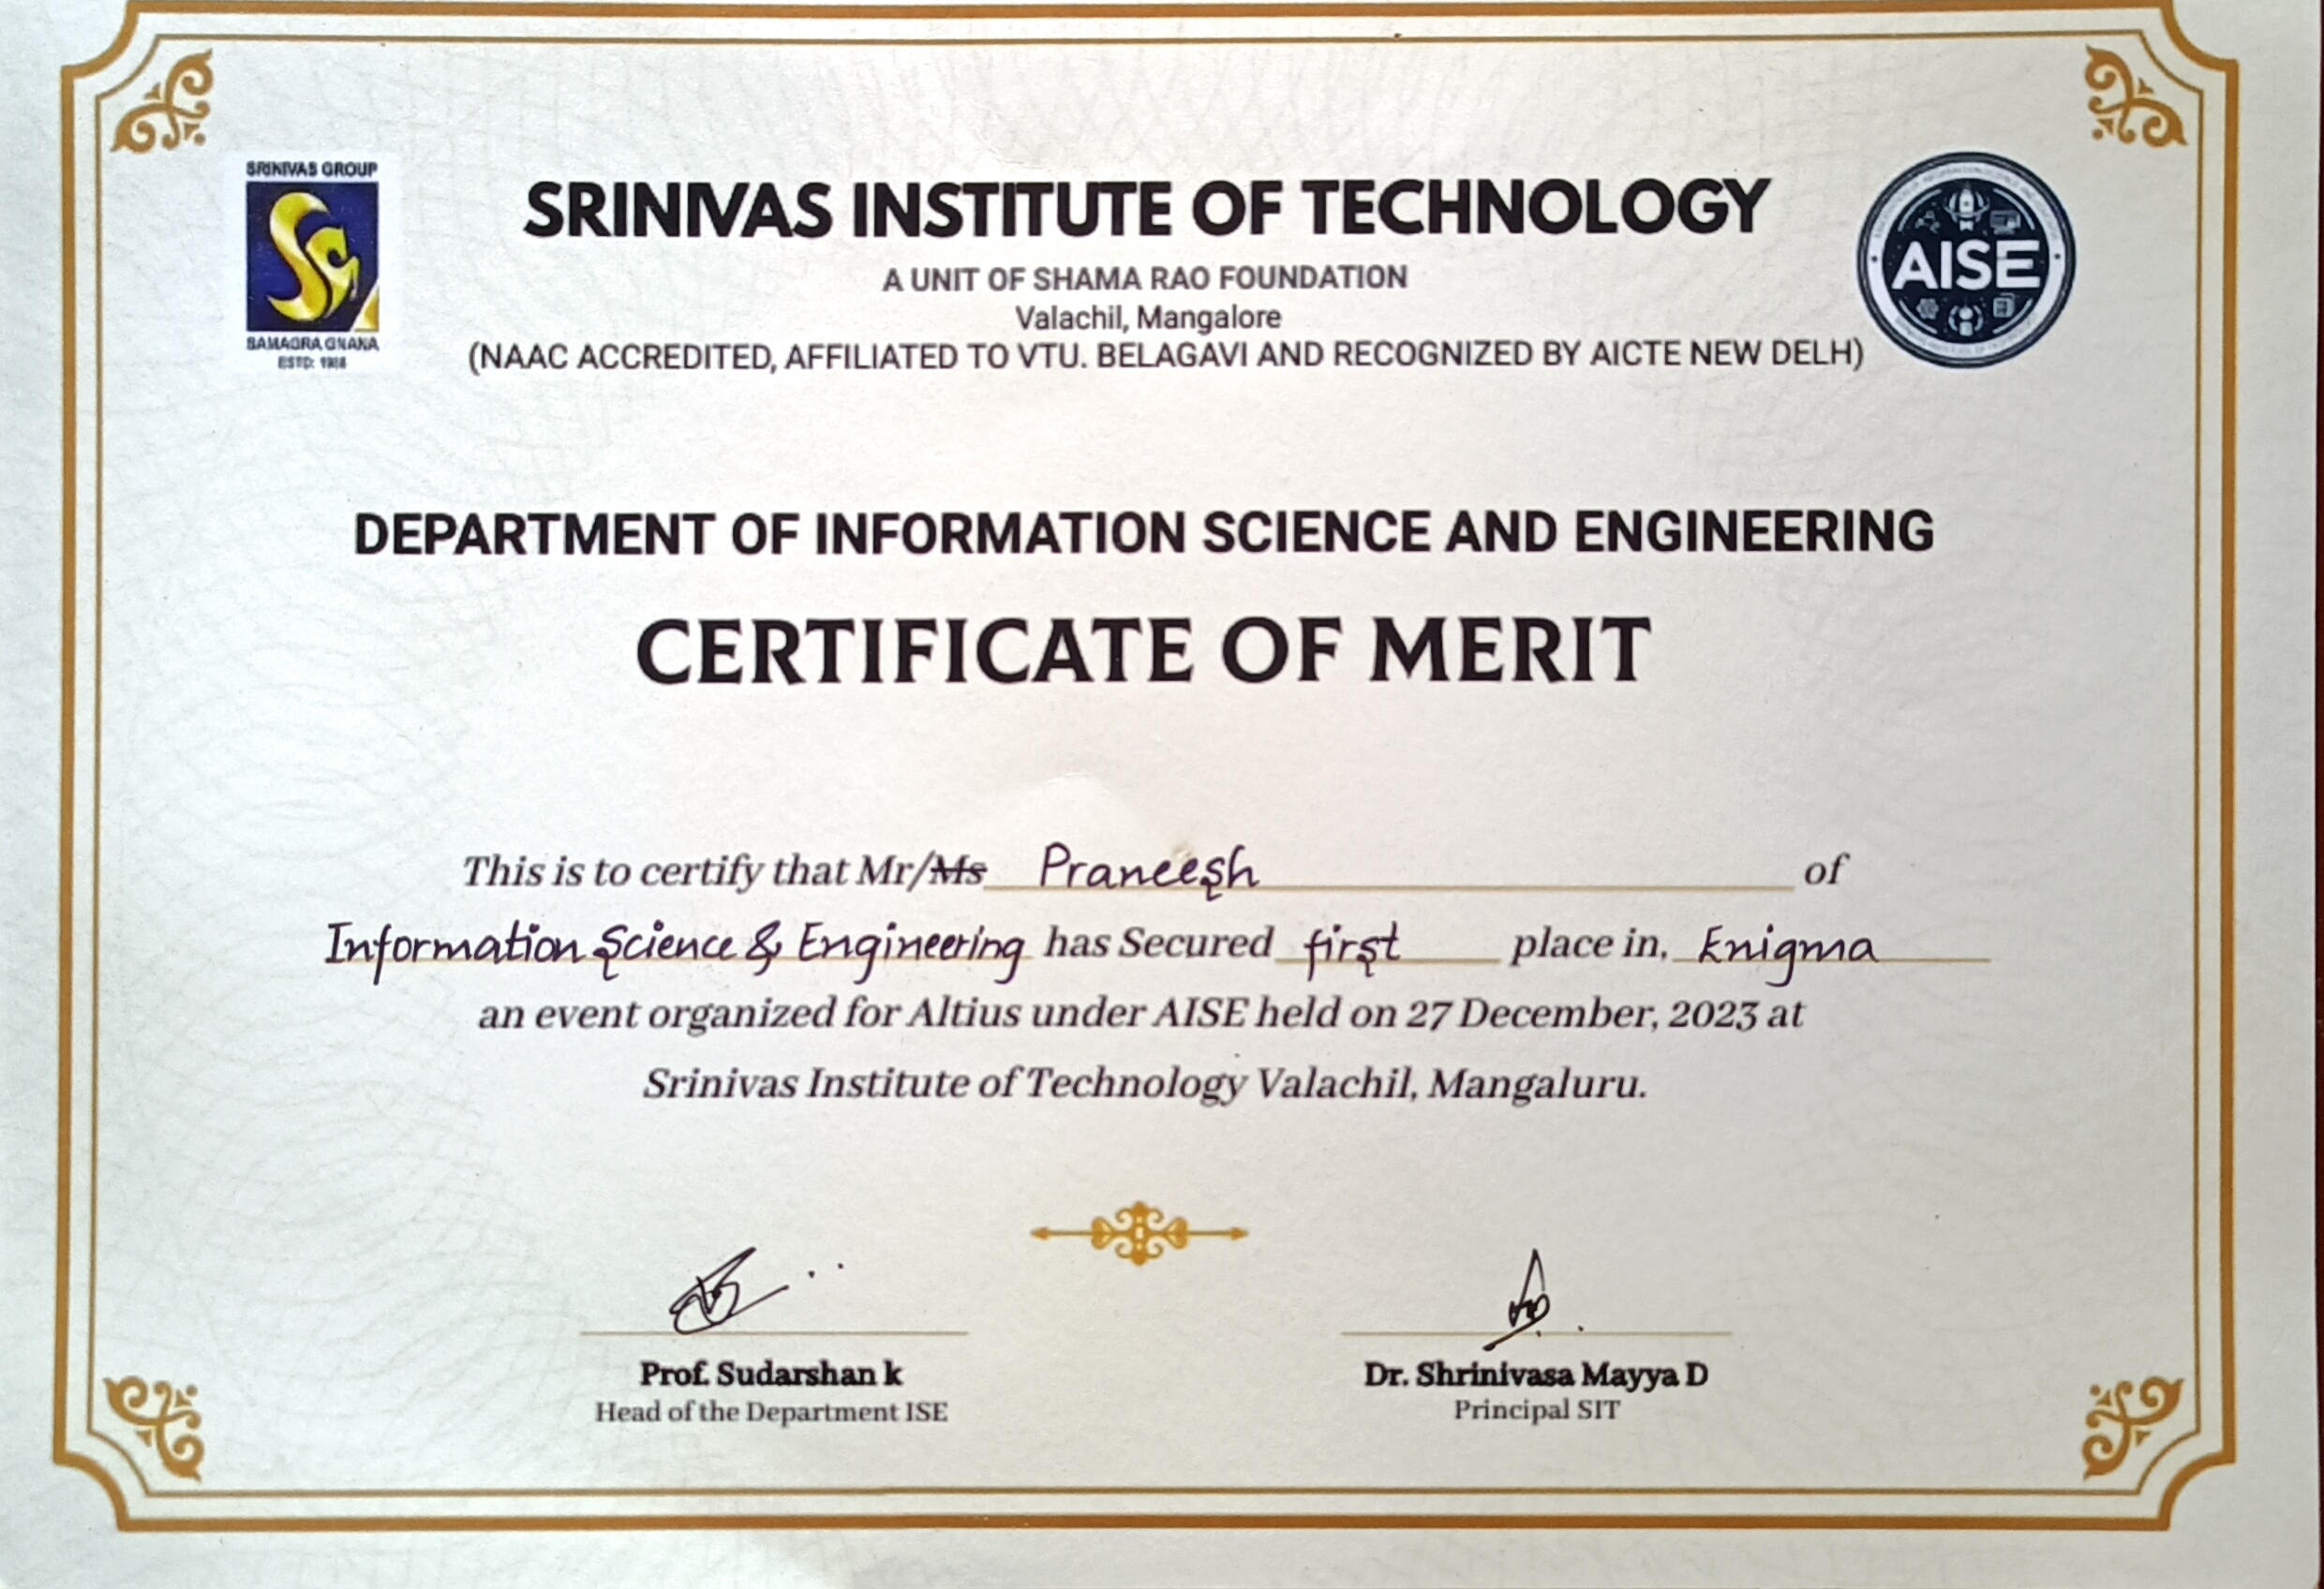 SRINIVAS GROUP
SAMAGRA GNANA
ESTD: 1988
SRINIVAS INSTITUTE OF TECHNOLOGY
A UNIT OF SHAMA RAO FOUNDATION
Valachil, Mangalore
(NAAC ACCREDITED, AFFILIATED TO VTU. BELAGAVI AND RECOGNIZED BY AICTE NEW DELH)
AISE
DEPARTMENT OF INFORMATION SCIENCE AND ENGINEERING
CERTIFICATE OF MERIT
This is to certify that Mr/Ms Praneesh of
Information Science & Engineering has Secured first place in, Enigma
an event organized for Altius under AISE held on 27 December, 2023 at
Srinivas Institute of Technology Valachil, Mangaluru.
Prof. Sudarshan k
Head of the Department ISE
Dr. Shrinivasa Mayya D
Principal SIT